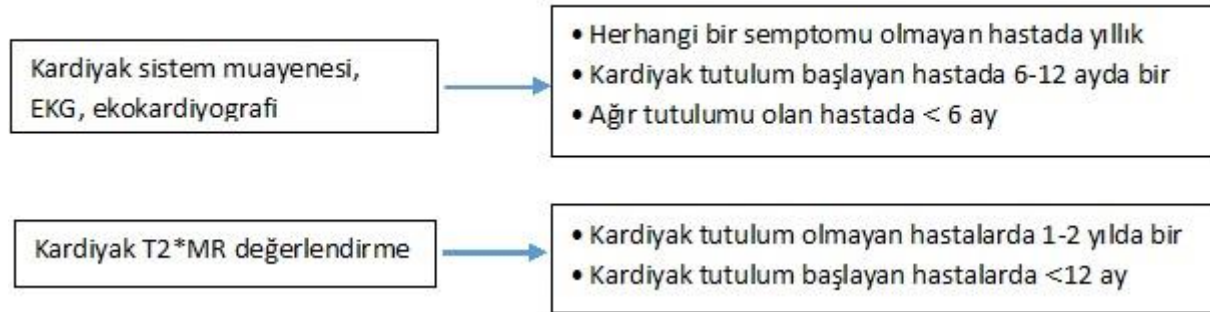 Kardiyak sistem muayenesi,
EKG, ekokardiyografi
• Herhangi bir semptomu olmayan hastada yıllık
• Kardiyak tutulum başlayan hastada 6-12 ayda bir
• Ağır tutulumu olan hastada < 6 ay
Kardiyak T2*MR değerlendirme
• Kardiyak tutulum olmayan hastalarda 1-2 yılda bir
• Kardiyak tutulum başlayan hastalarda <12 ay